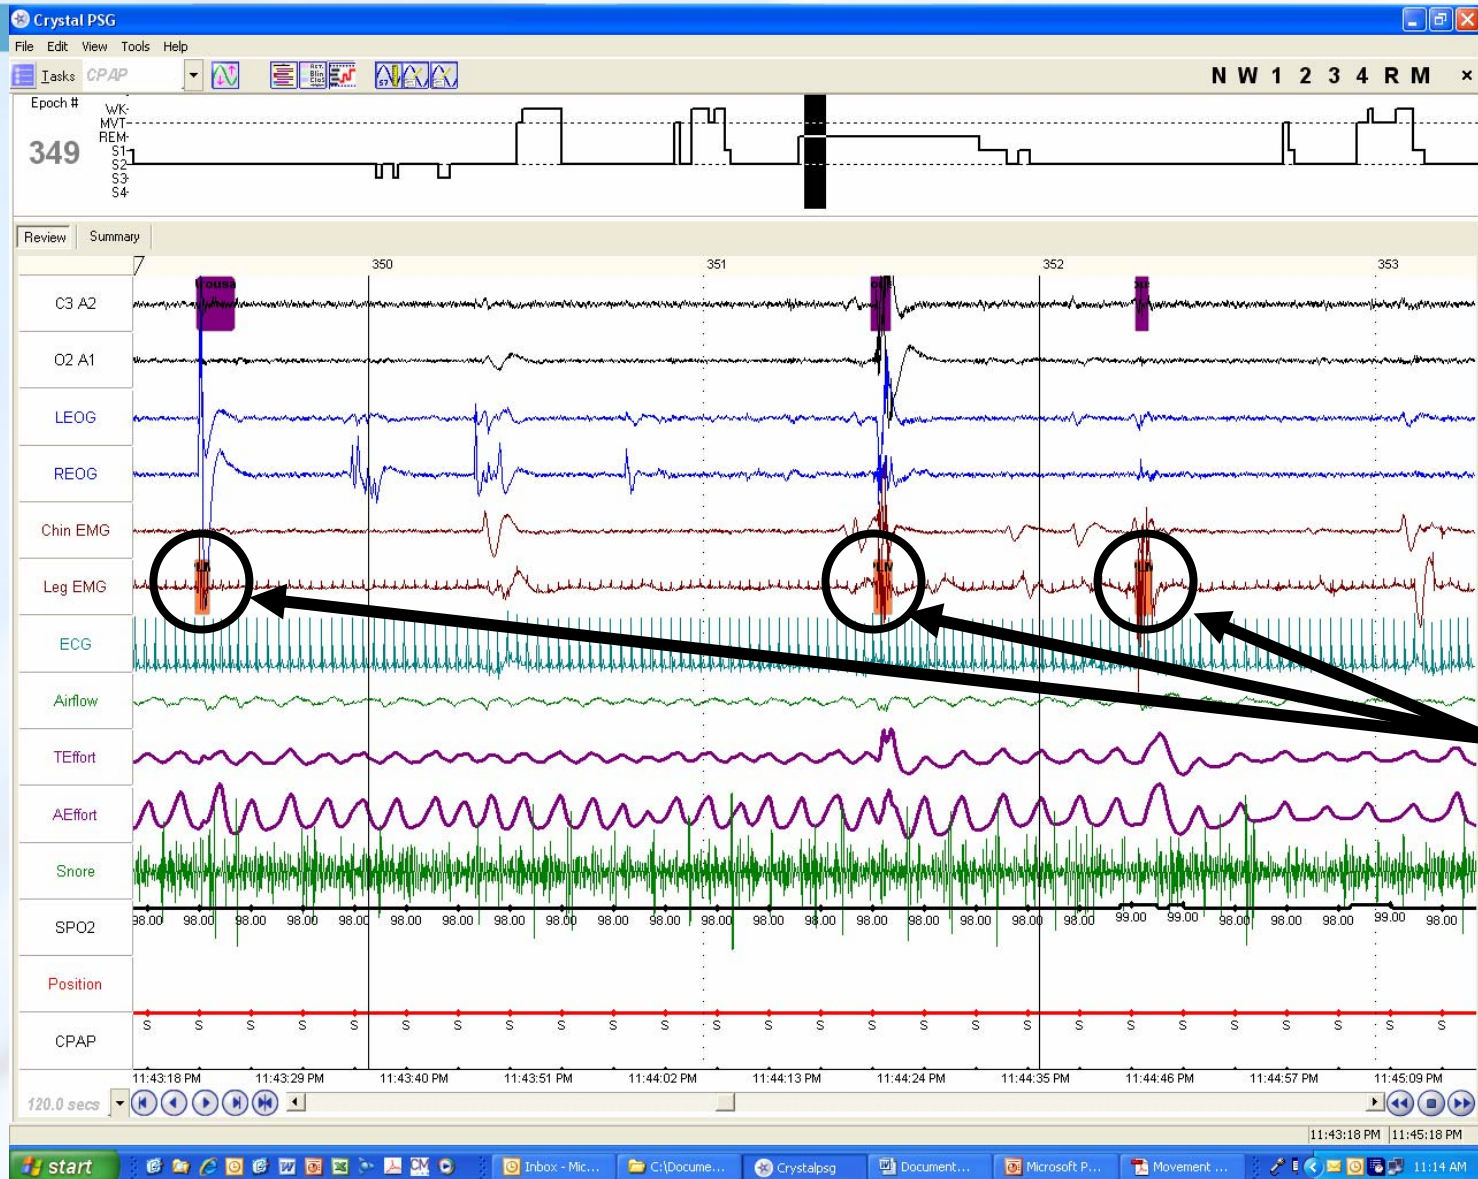 Crystal PSG
File Edit View Tools Help
Tasks CPAP
N W 1 2 3 4 R M
Epoch #
349
WK
MVT
REM
S1
S2
S3
S4
Review Summary
350 351 352 353
C3 A2
O2 A1
LEOG
REOG
Chin EMG
Leg EMG
ECG
Airflow
TEffort
AEffort
Snore
SPO2
98.00 98.00 98.00 98.00 98.00 98.00 98.00 98.00 98.00 98.00 98.00 98.00 98.00 98.00 98.00 98.00 98.00 98.00 98.00 99.00 99.00 98.00 98.00 98.00 99.00 98.00
Position
S S S S S S S S S S S S S S S S S S S S S S S S S S
CPAP
11:43:18 PM 11:43:29 PM 11:43:40 PM 11:43:51 PM 11:44:02 PM 11:44:13 PM 11:44:24 PM 11:44:35 PM 11:44:46 PM 11:44:57 PM 11:45:09 PM
120.0 secs
11:43:18 PM 11:45:18 PM
start Inbox - Mic... C:\Docume... Crystalpsg Document... Microsoft P... Movement ... 11:14 AM